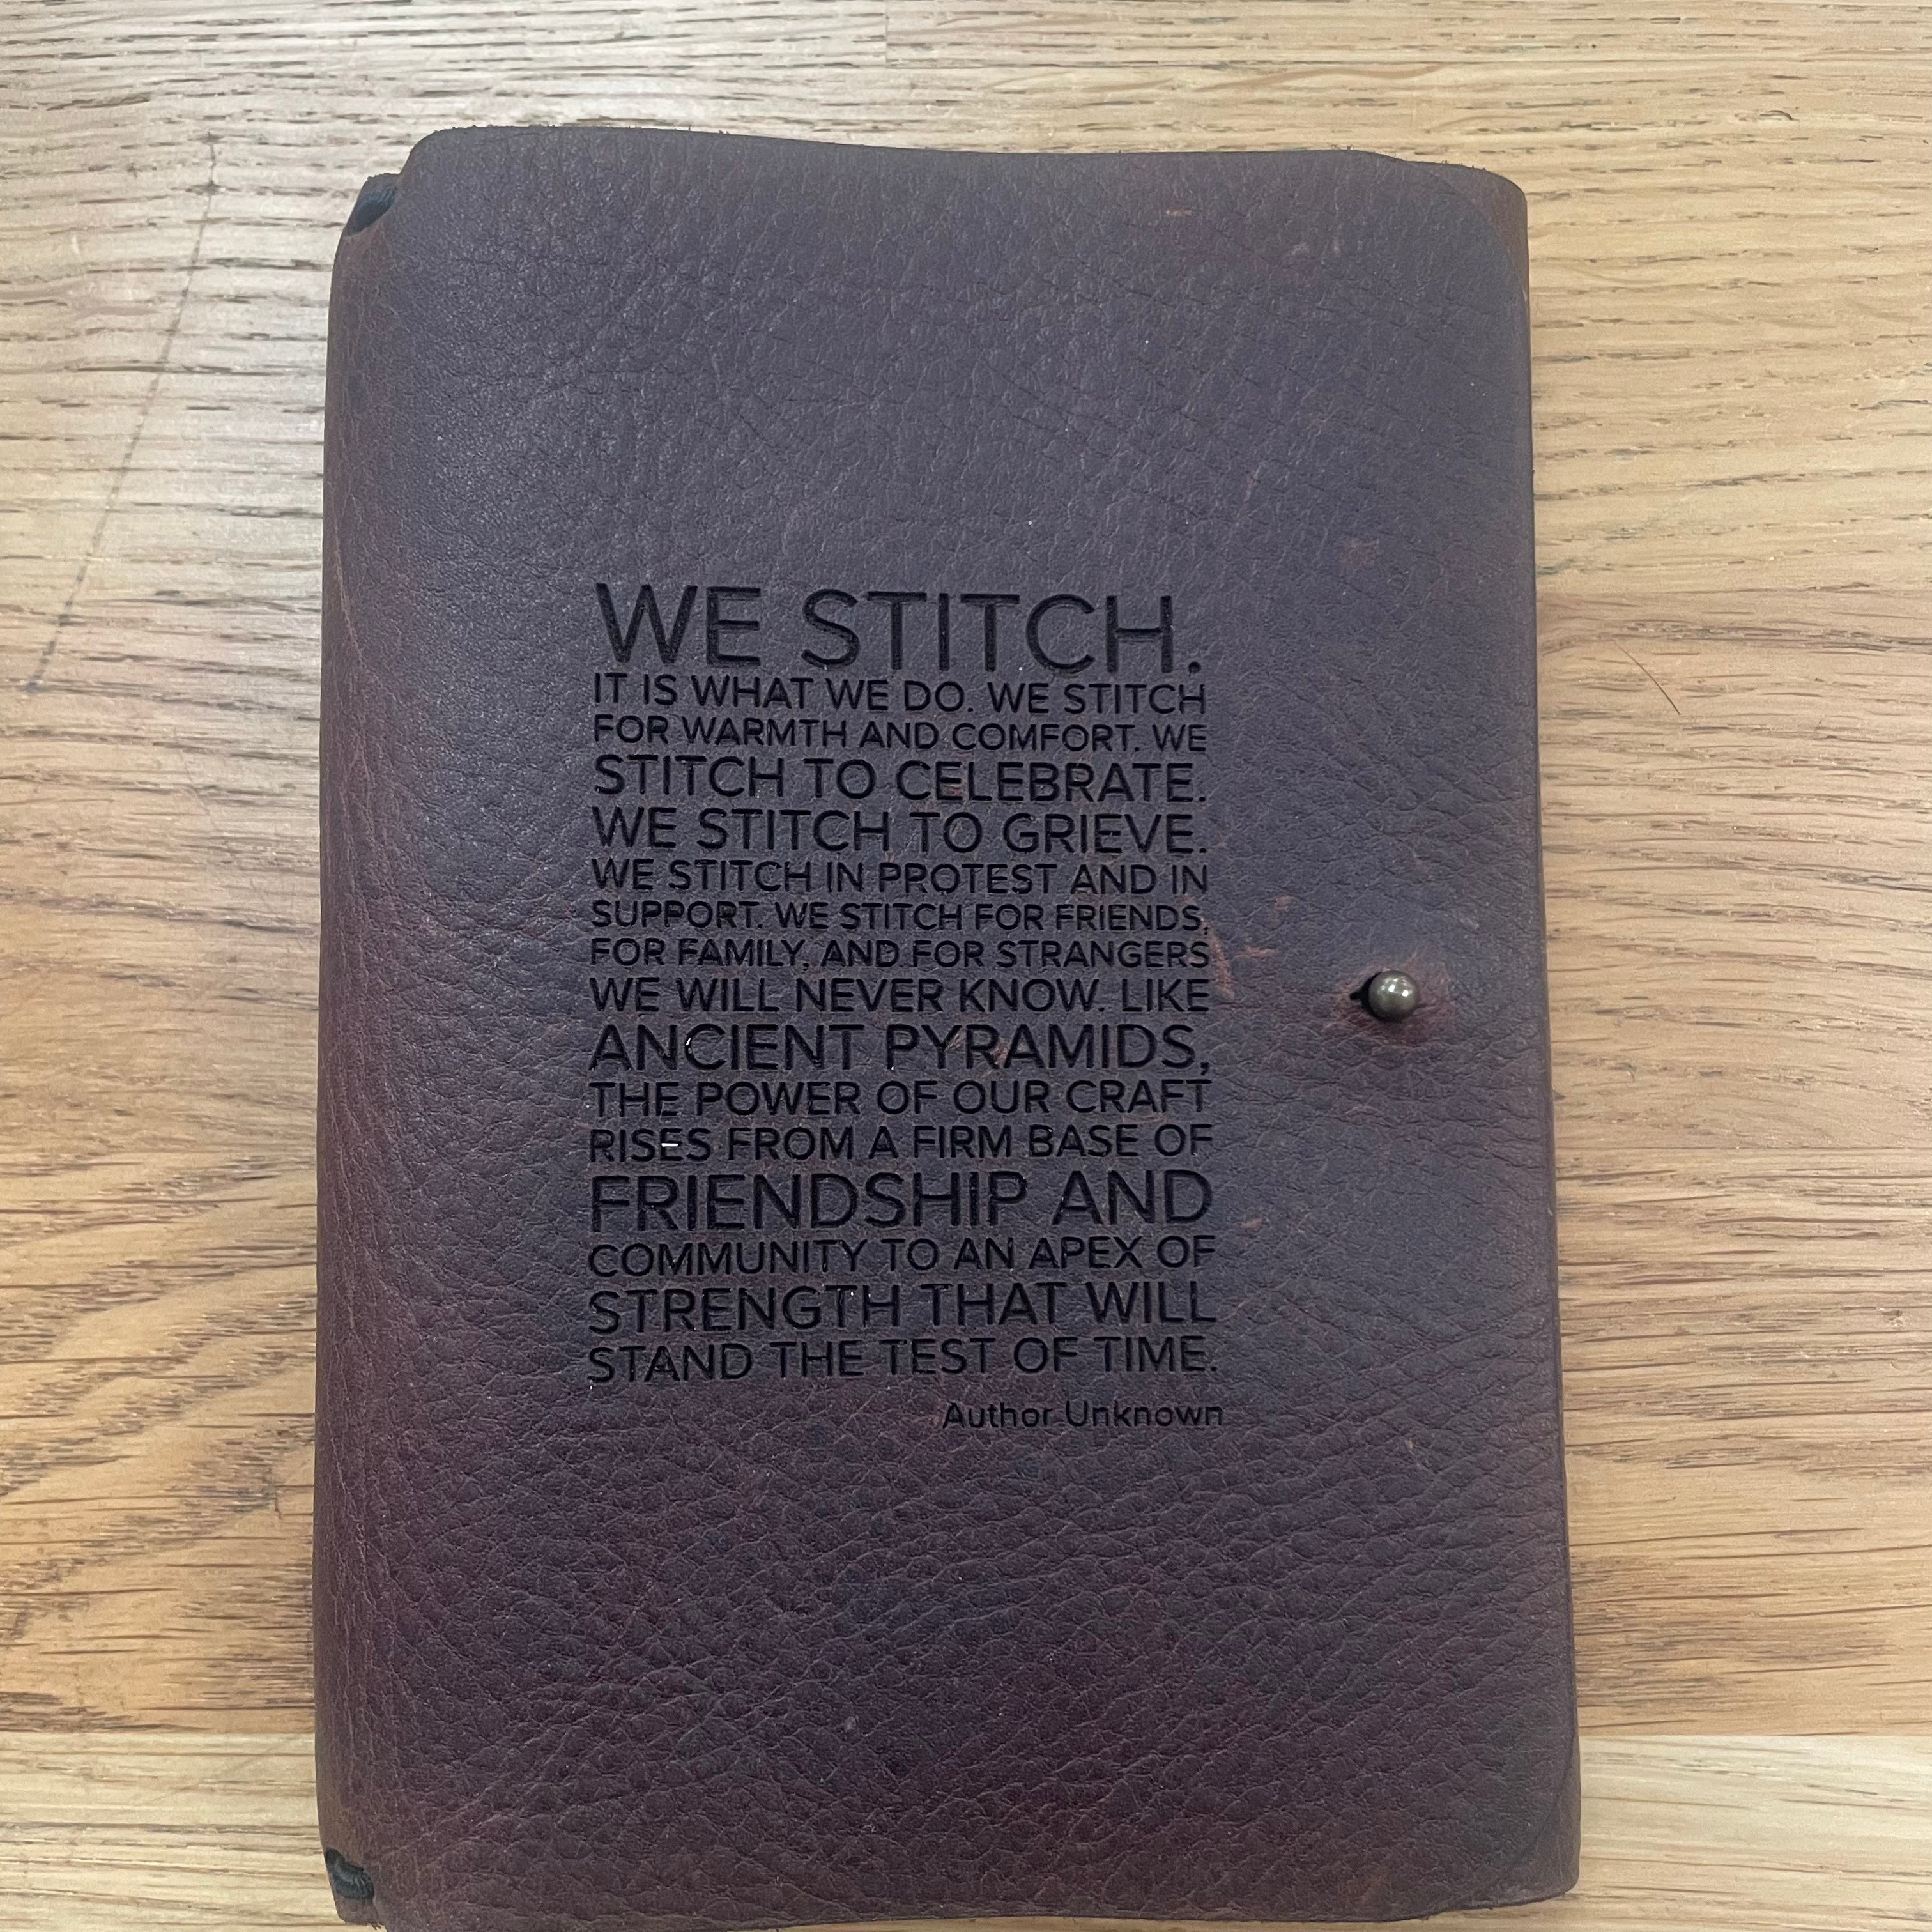 WE STITCH.
IT IS WHAT WE DO. WE STITCH
FOR WARMTH AND COMFORT. WE
STITCH TO CELEBRATE.
WE STITCH TO GRIEVE.
WE STITCH IN PROTEST AND IN
SUPPORT. WE STITCH FOR FRIENDS,
FOR FAMILY, AND FOR STRANGERS
WE WILL NEVER KNOW. LIKE
ANCIENT PYRAMIDS,
THE POWER OF OUR CRAFT
RISES FROM A FIRM BASE OF
FRIENDSHIP AND
COMMUNITY TO AN APEX OF
STRENGTH THAT WILL
STAND THE TEST OF TIME.
Author Unknown